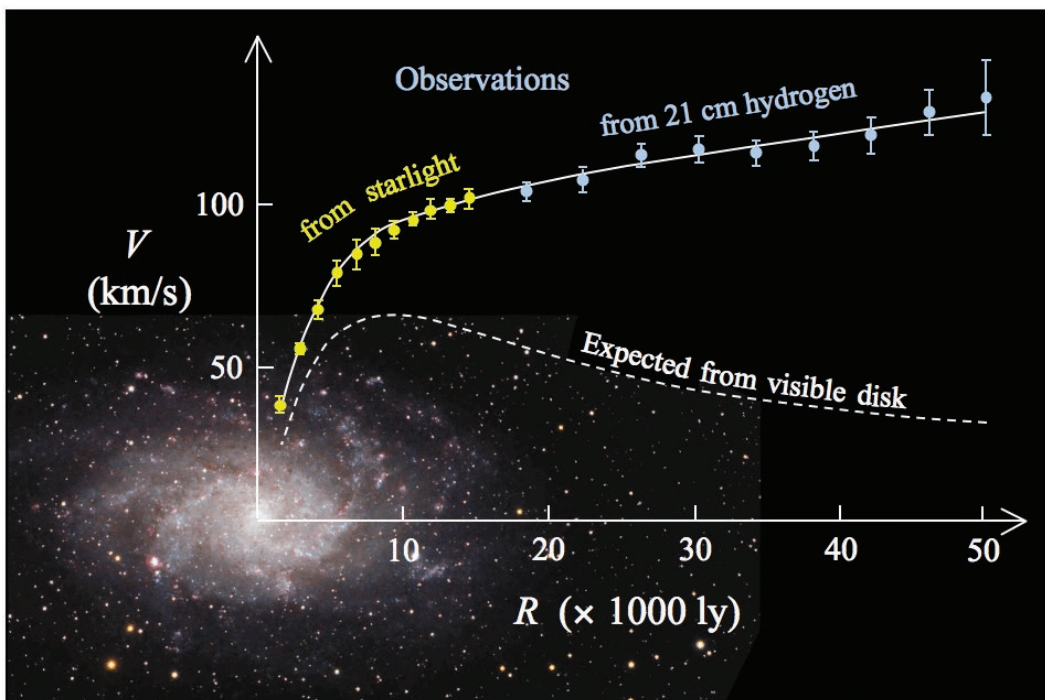 Observations
from 21 cm hydrogen
from starlight
100
V
(km/s)
50
Expected from visible disk
10 20 30 40 50
R (× 1000 ly)